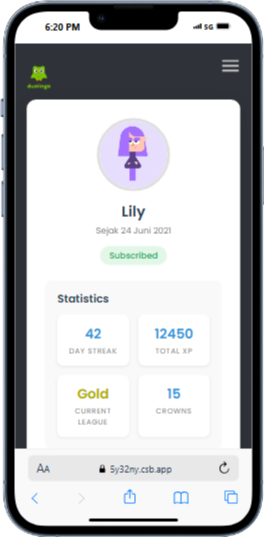 6:20 PM
5G
duolingo
Lily
Sejak 24 Juni 2021
Subscribed
Statistics
42 12450
DAY STREAK TOTAL XP
Gold 15
CURRENT LEAGUE CROWNS
AA 5y32ny.csb.app